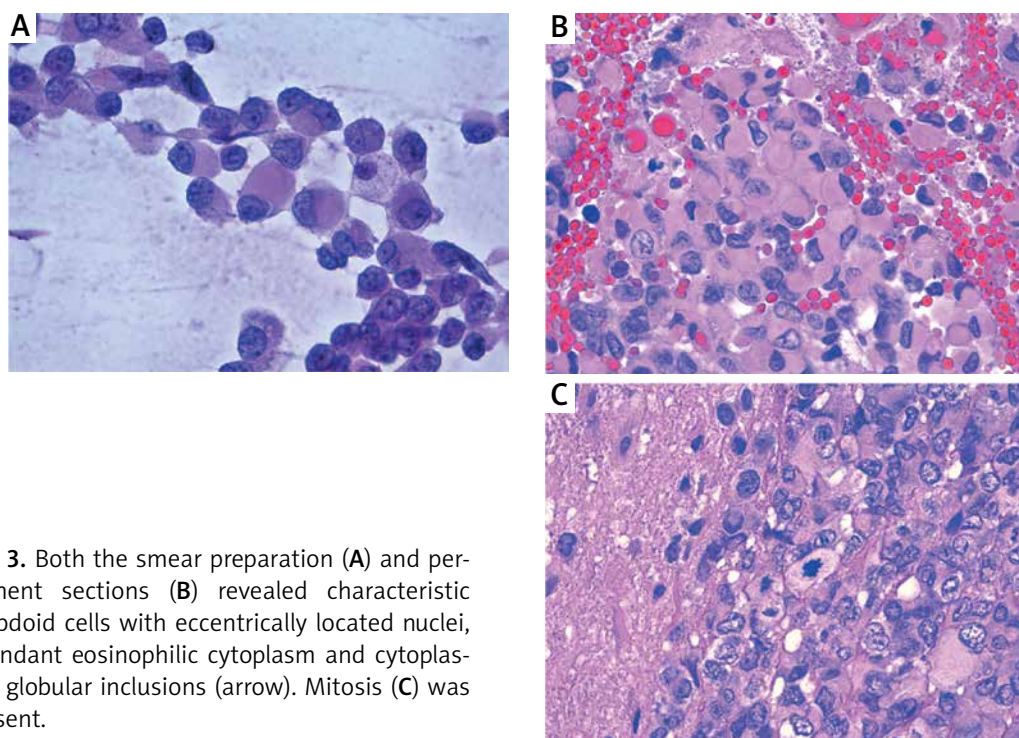 A
B
C
3. Both the smear preparation (A) and per-
ment sections (B) revealed characteristic
bdoid cells with eccentrically located nuclei,
ndant eosinophilic cytoplasm and cytoplas-
globular inclusions (arrow). Mitosis (C) was
sent.